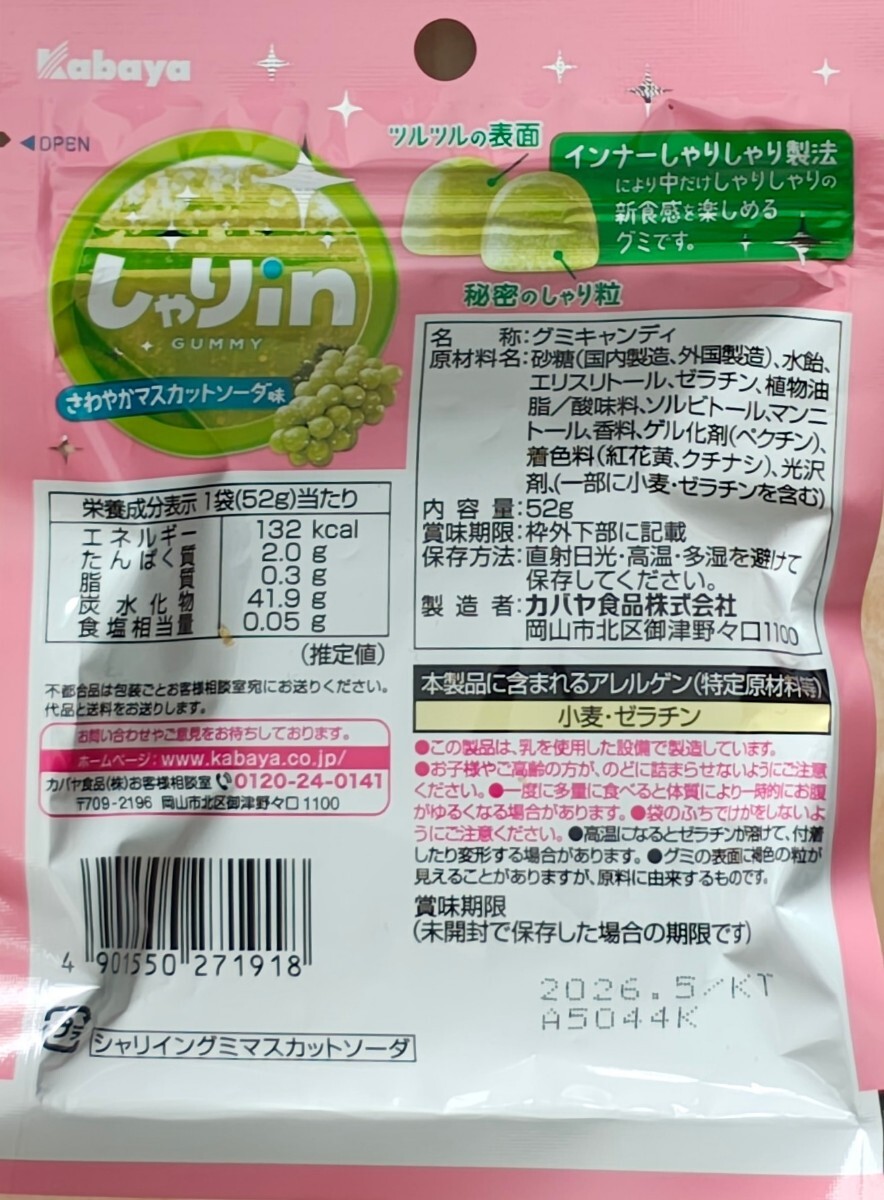 Kabaya
◀OPEN
ツルツルの表面
インナーしゃりしゃり製法
により中だけしゃりしゃりの
新食感を楽しめる
グミです。
秘密のしゃり粒
しゃりin
GUMMY
さわやかマスカットソーダ味
名称:グミキャンディ
原材料名:砂糖(国内製造、外国製造)、水飴、
エリスリトール、ゼラチン、植物油
脂/酸味料、ソルビトール、マンニ
トール、香料、ゲル化剤(ペクチン)、
着色料(紅花黄、クチナシ)、光沢
剤、(一部に小麦・ゼラチンを含む)
内容量:52g
賞味期限:枠外下部に記載
保存方法:直射日光・高温・多湿を避けて
保存してください。
製造者:カバヤ食品株式会社
岡山市北区御津野々口1100
栄養成分表示 1袋(52g)当たり
エネルギー 132 kcal
たんぱく質 2.0 g
脂質 0.3 g
炭水化物 41.9 g
食塩相当量 0.05 g
(推定値)
不都合品は包装ごとお客様相談室宛にお送りください。
代品と送料をお送りします。
お問い合わせやご意見をお待ちしております。
ホームページ:www.kabaya.co.jp/
カバヤ食品(株)お客様相談室 0120-24-0141
〒709-2196 岡山市北区御津野々口1100
本製品に含まれるアレルゲン(特定原材料等)
小麦・ゼラチン
●この製品は、乳を使用した設備で製造しています。
●お子様やご高齢の方が、のどに詰まらせないようにご注意
ください。●一度に多量に食べると体質により一時的にお腹
がゆるくなる場合があります。●袋のふちでけがをしないよ
うにご注意ください。●高温になるとゼラチンが溶けて、付着
したり変形する場合があります。●グミの表面に褐色の粒が
見えることがありますが、原料に由来するものです。
賞味期限
(未開封で保存した場合の期限です)
2026.5/KT
A5044K
4 901550 271918
プラ
シャリイングミマスカットソーダ